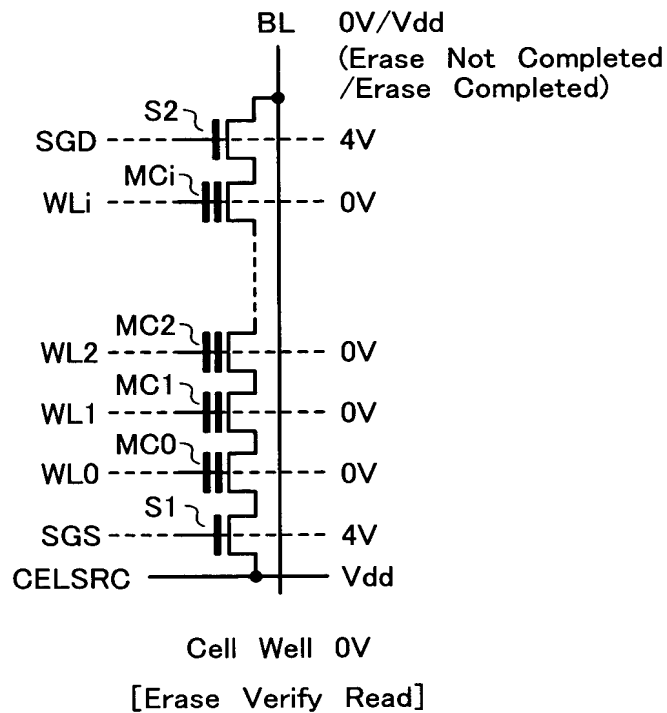 BL 0V/Vdd
(Erase Not Completed
/Erase Completed)
S2
SGD 4V
MCi
WLi 0V
MC2
WL2 0V
MC1
WL1 0V
MC0
WL0 0V
S1
SGS 4V
CELSRC Vdd
Cell Well 0V
[Erase Verify Read]